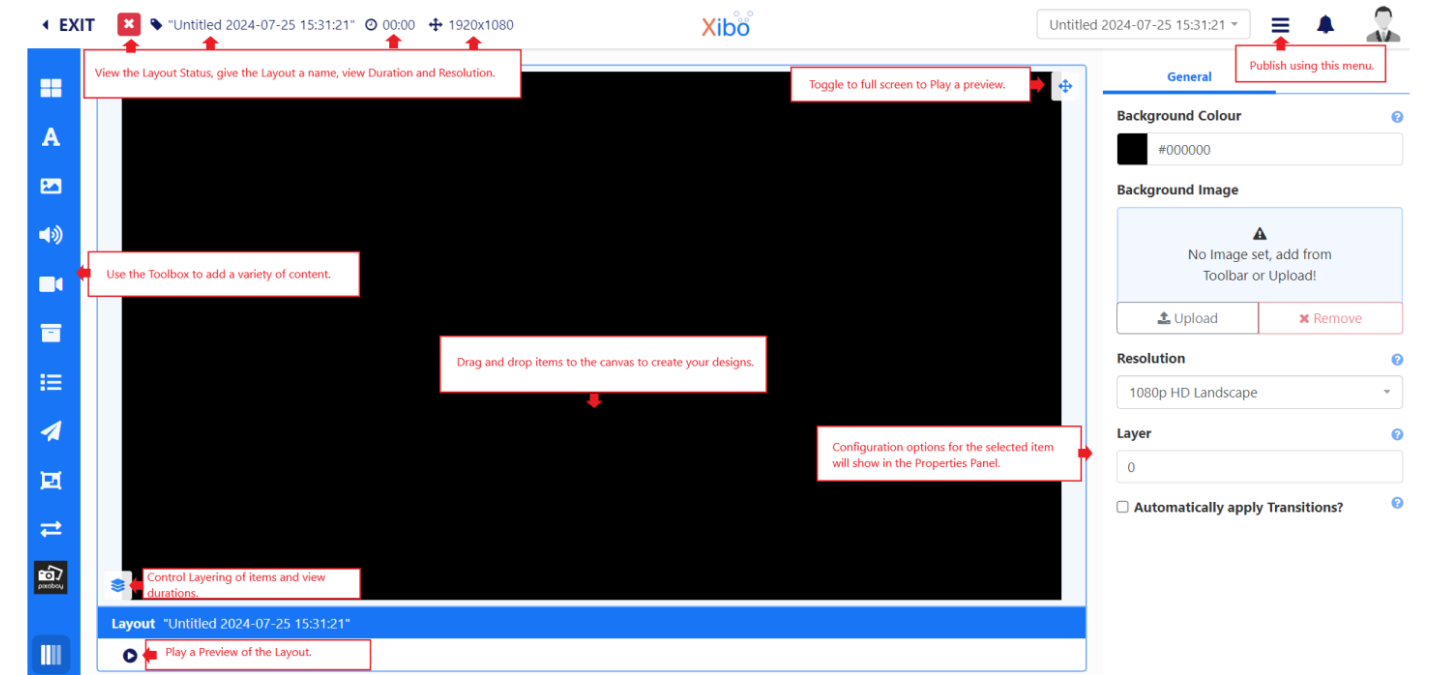 EXIT
"Untitled 2024-07-25 15:31:21"
00:00
1920x1080
Xibo
Untitled 2024-07-25 15:31:21
View the Layout Status, give the Layout a name, view Duration and Resolution.
Toggle to full screen to Play a preview.
Publish using this menu.
General
Background Colour
#000000
Background Image
No Image set, add from
Toolbar or Upload!
Upload
Remove
Use the Toolbox to add a variety of content.
Drag and drop items to the canvas to create your designs.
Resolution
1080p HD Landscape
Configuration options for the selected item
will show in the Properties Panel.
Layer
0
Automatically apply Transitions?
pixabay
Control Layering of items and view
durations.
Layout "Untitled 2024-07-25 15:31:21"
Play a Preview of the Layout.